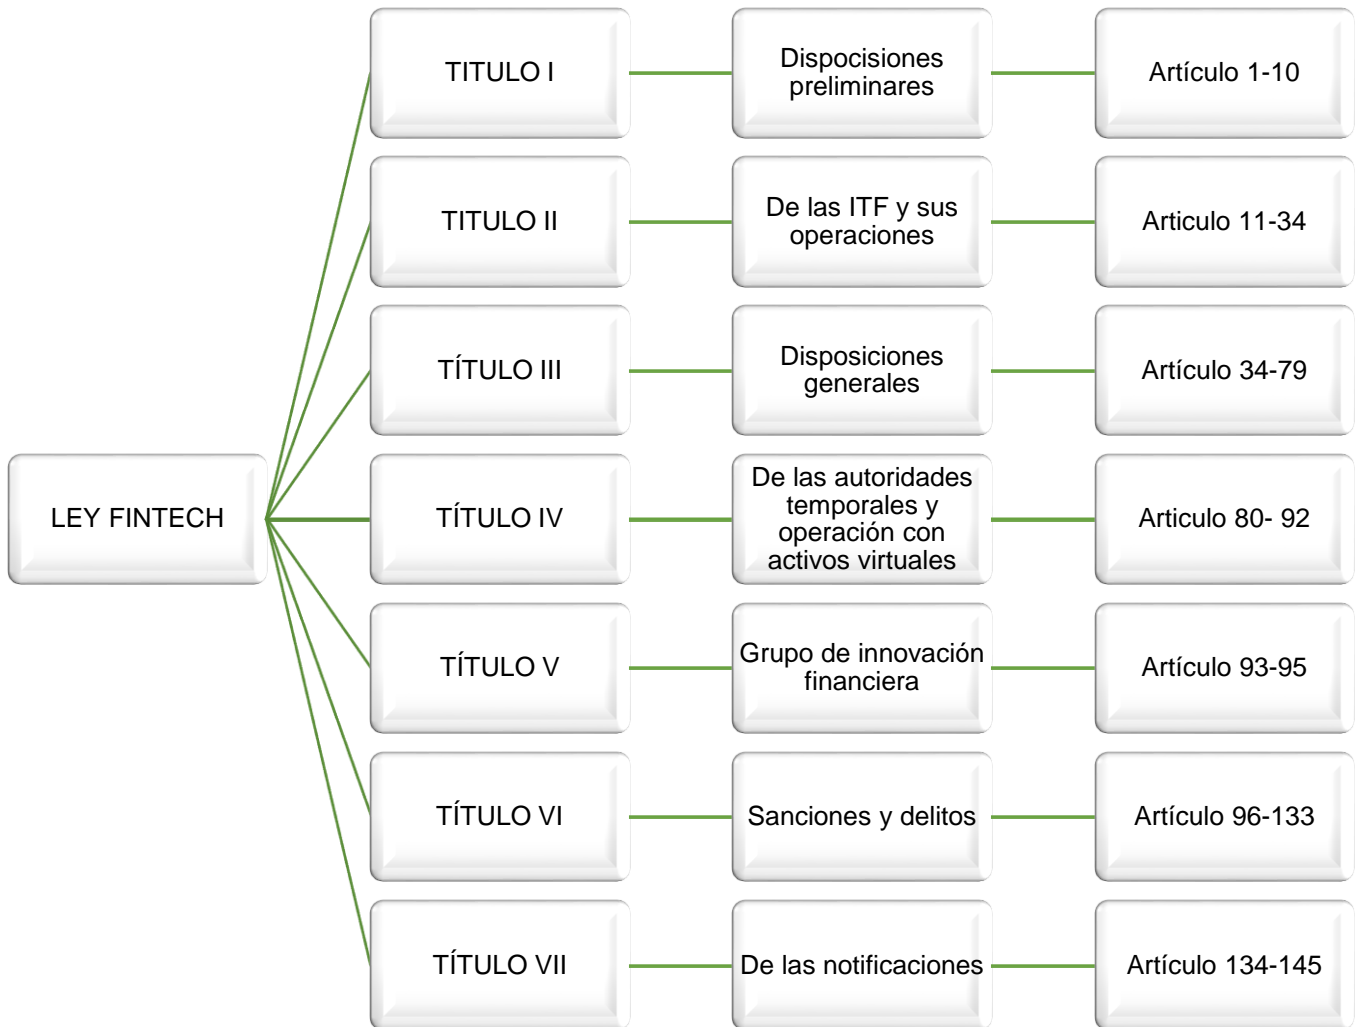 LEY FINTECH
TITULO I
Dispocisiones
preliminares
Artículo 1-10
TITULO II
De las ITF y sus
operaciones
Articulo 11-34
TÍTULO III
Disposiciones
generales
Artículo 34-79
TÍTULO IV
De las autoridades
temporales y
operación con
activos virtuales
Articulo 80- 92
TÍTULO V
Grupo de innovación
financiera
Artículo 93-95
TÍTULO VI
Sanciones y delitos
Artículo 96-133
TÍTULO VII
De las notificaciones
Artículo 134-145